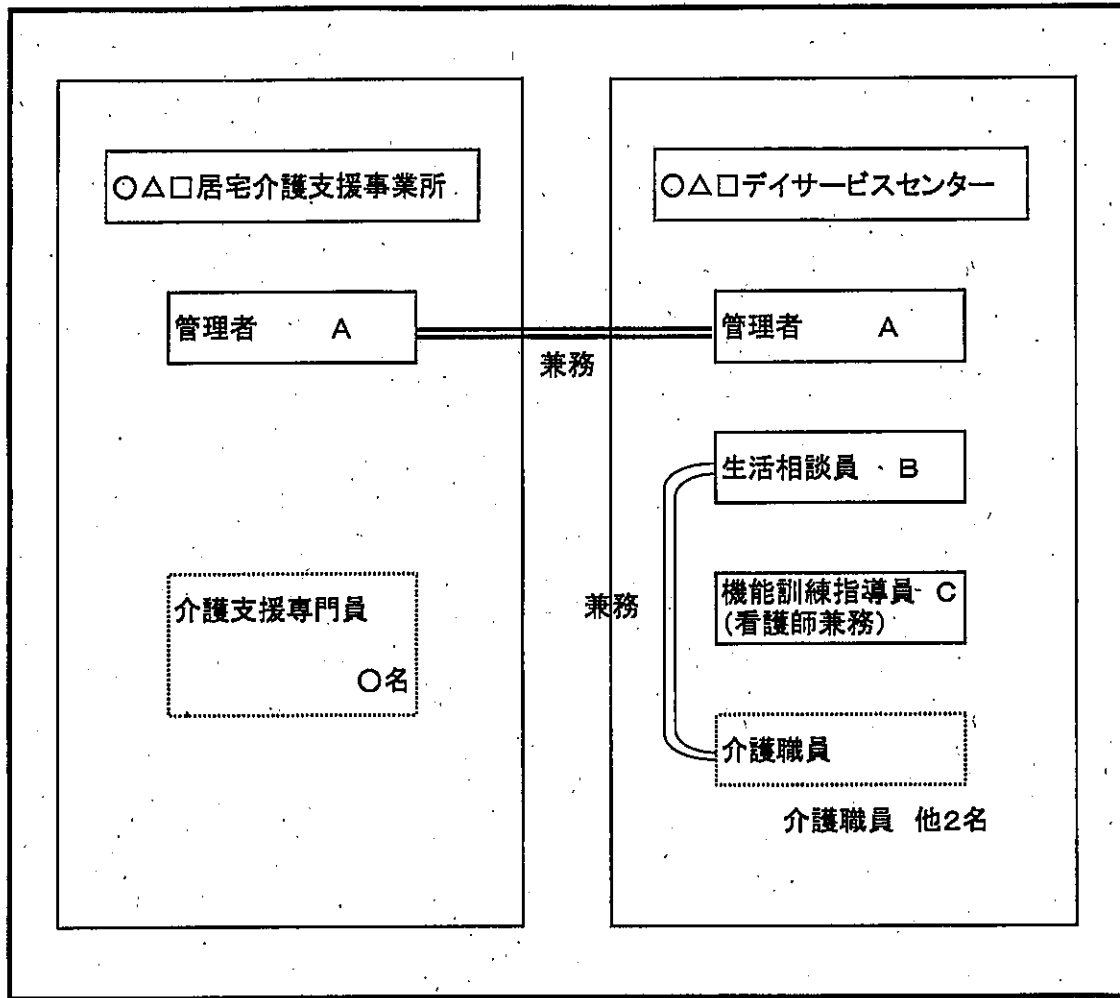 ○△□居宅介護支援事業所
管理者 A
介護支援専門員
○名
兼務
○△□デイサービスセンター
管理者 A
生活相談員 B
兼務
機能訓練指導員 C
(看護師兼務)
介護職員
介護職員 他2名